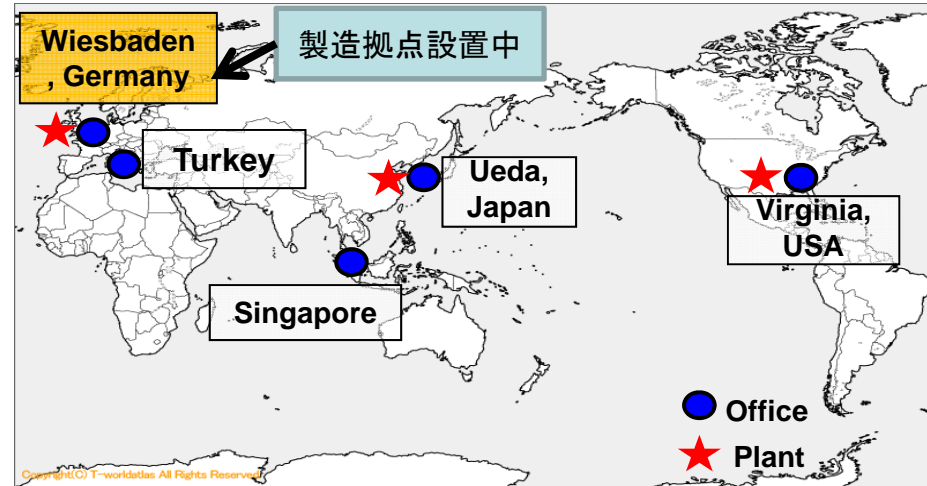 Wiesbaden
, Germany
製造拠点設置中
Turkey
Ueda,
Japan
Virginia,
USA
Singapore
Office
Plant
Copyright(C) T-worldatlas All Rights Reserved